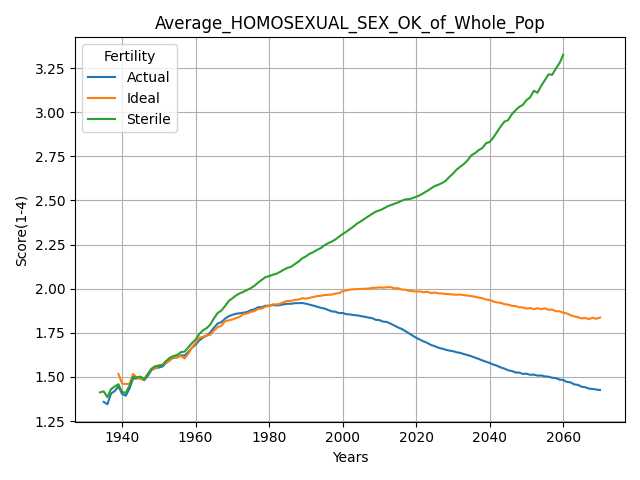 Average_HOMOSEXUAL_SEX_OK_of_Whole_Pop
Fertility
Actual
Ideal
Sterile
Score(1-4)
3.25
3.00
2.75
2.50
2.25
2.00
1.75
1.50
1.25
1940 1960 1980 2000 2020 2040 2060
Years